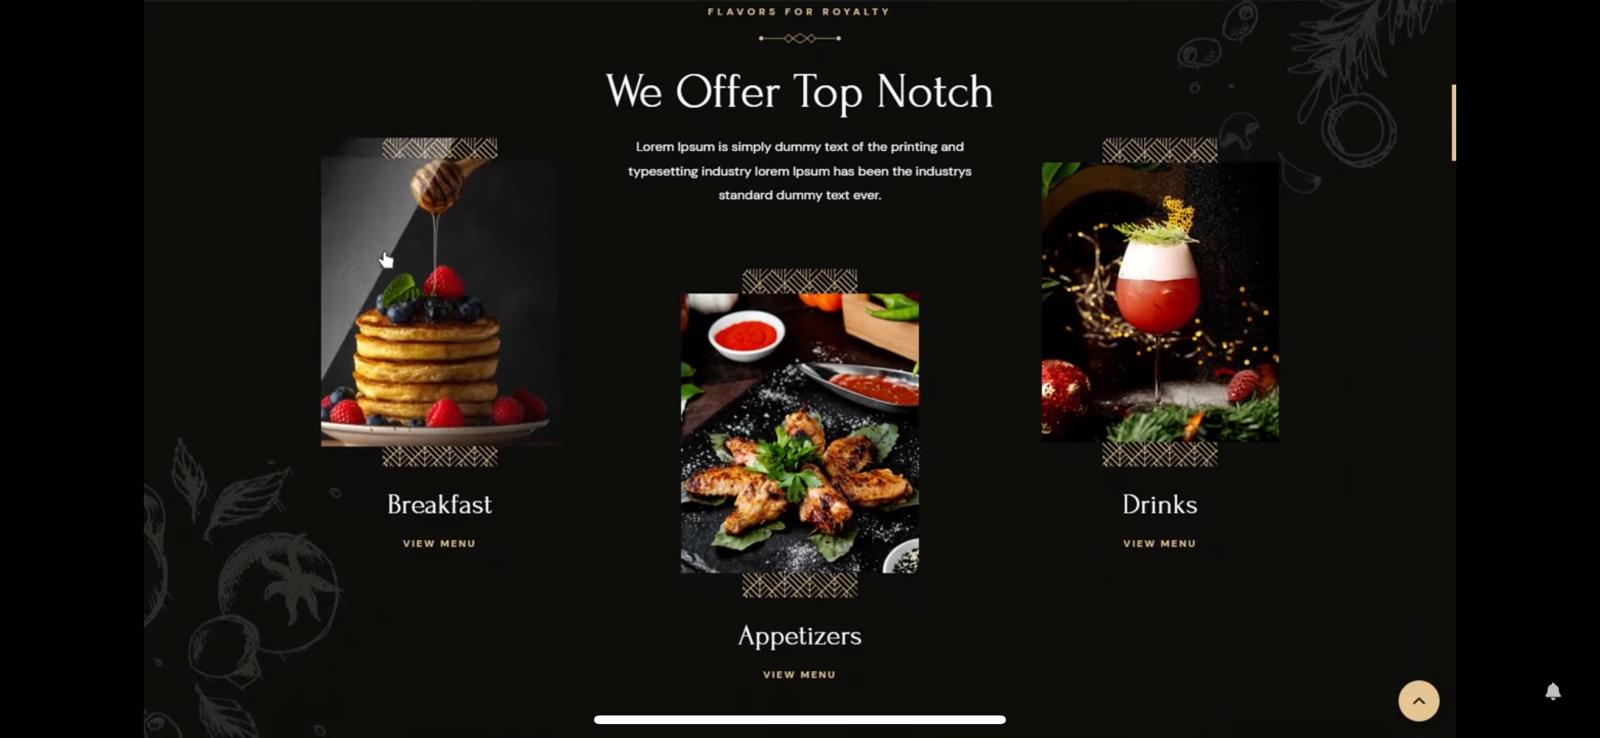 FLAVORS FOR ROYALTY
We Offer Top Notch
Lorem Ipsum is simply dummy text of the printing and
typesetting industry lorem Ipsum has been the industrys
standard dummy text ever.
Breakfast
VIEW MENU
Appetizers
VIEW MENU
Drinks
VIEW MENU